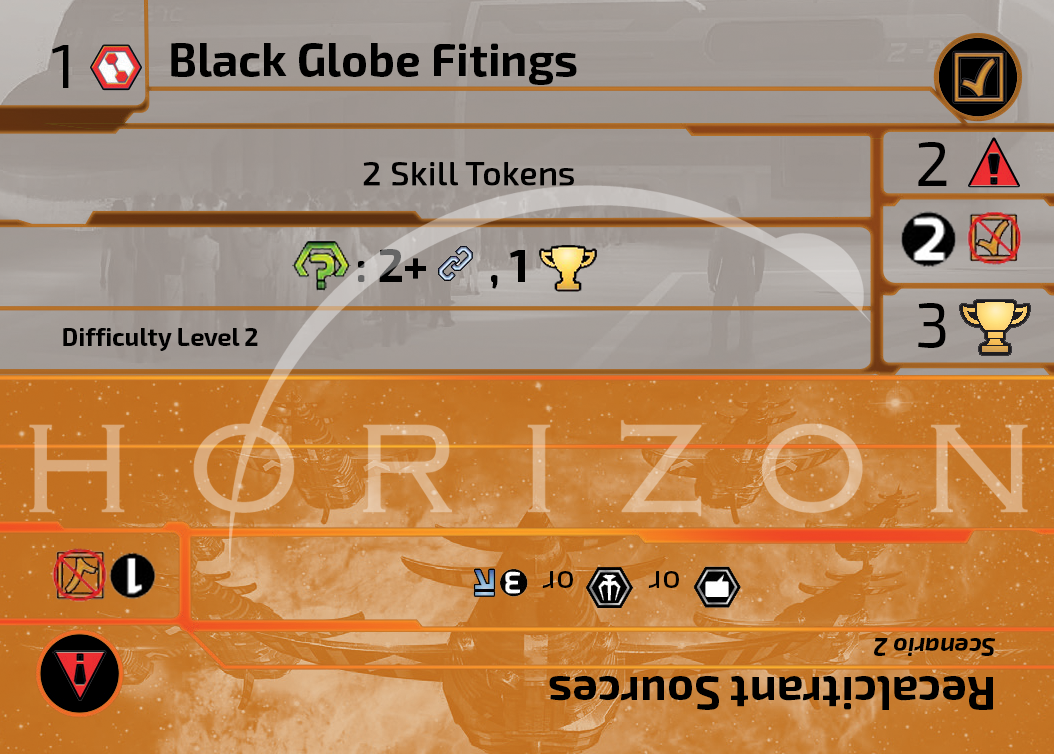 1 Black Globe Fitings
2 Skill Tokens
2
2
: 2+ , 1
3
Difficulty Level 2
HORIZON
Recalcitrant Sources
Scenario 2
or or 3
1